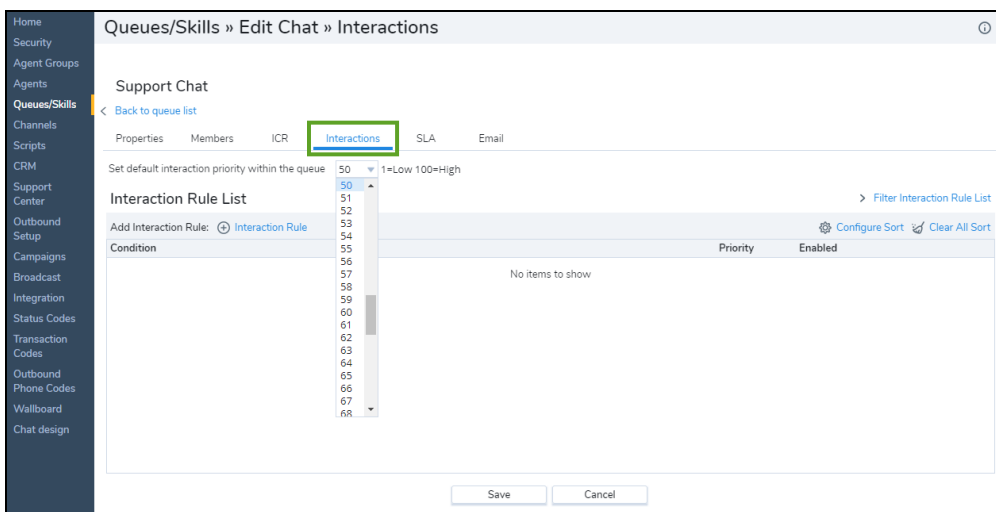 Home
Security
Agent Groups
Agents
Queues/Skills
Channels
Scripts
CRM
Support
Center
Outbound
Setup
Campaigns
Broadcast
Integration
Status Codes
Transaction
Codes
Outbound
Phone Codes
Wallboard
Chat design
Queues/Skills » Edit Chat » Interactions
Support Chat
< Back to queue list
Properties Members ICR Interactions SLA Email
Set default interaction priority within the queue 50 1=Low 100=High
50
51
52
53
54
55
56
57
58
59
60
61
62
63
64
65
66
67
68
Interaction Rule List > Filter Interaction Rule List
Add Interaction Rule: Interaction Rule Configure Sort Clear All Sort
Condition Priority Enabled
No items to show
Save Cancel